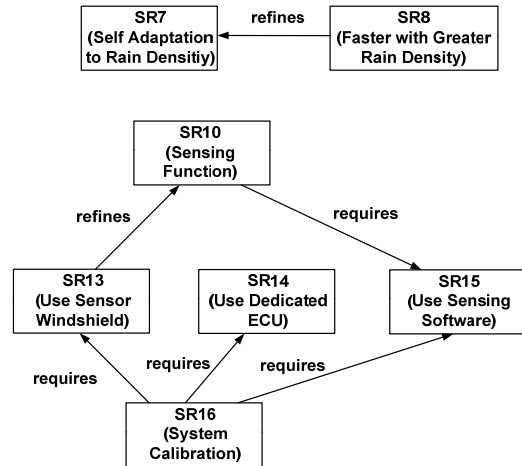 SR7
(Self Adaptation
to Rain Densitiy)
refines
SR8
(Faster with Greater
Rain Density)
SR10
(Sensing
Function)
refines
requires
SR13
(Use Sensor
Windshield)
SR14
(Use Dedicated
ECU)
SR15
(Use Sensing
Software)
requires
requires
requires
SR16
(System
Calibration)